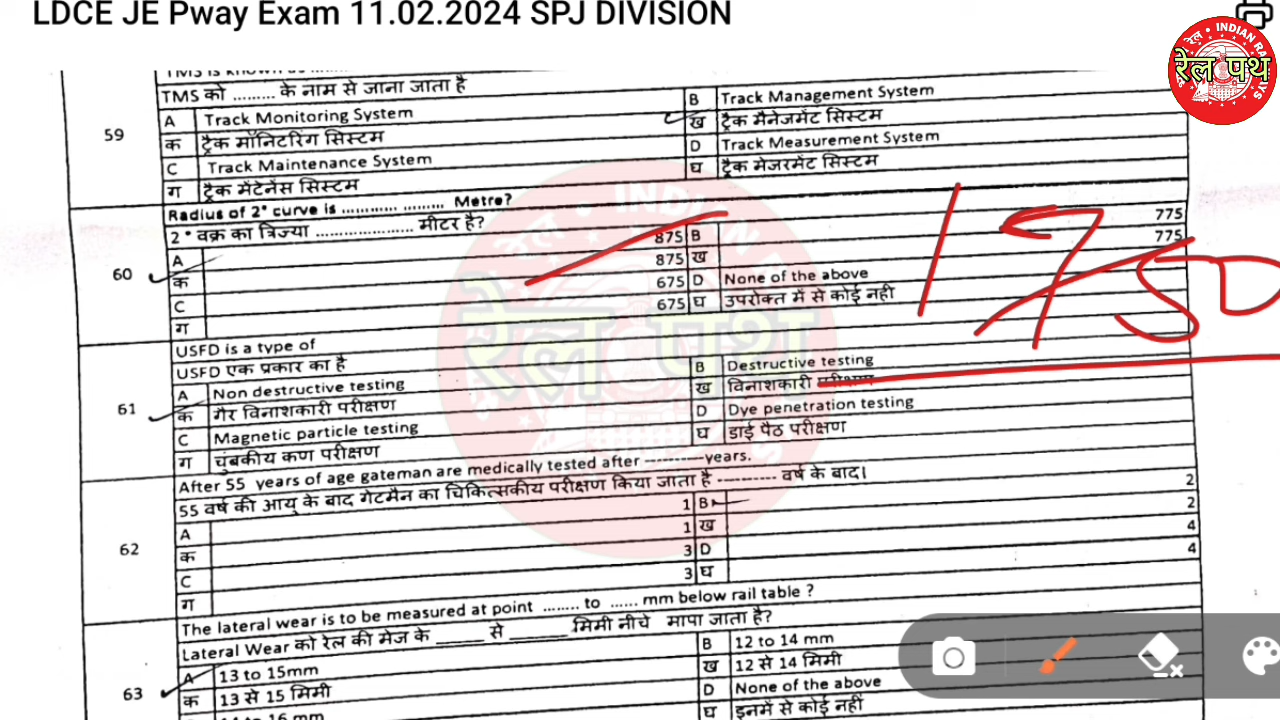 LDCE JE Pway Exam 11.02.2024 SPJ DIVISION
INDIAN
रेल पथ
59
TMS को ......... के नाम से जाना जाता है
A Track Monitoring System
B Track Management System
क ट्रैक मॉनिटरिंग सिस्टम
ख ट्रैक मैनेजमेंट सिस्टम
C Track Maintenance System
D Track Measurement System
ग ट्रैक मेंटेनेंस सिस्टम
घ ट्रैक मेजरमेंट सिस्टम
60
Radius of 2° curve is ............ ......... Metre?
2° वक्र का त्रिज्या ..................... मीटर है?
A 875 B 775
क 875 ख 775
C 675 D None of the above
ग 675 घ उपरोक्त में से कोई नहीं
1750
61
USFD is a type of
USFD एक प्रकार का है
A Non destructive testing
B Destructive testing
क गैर विनाशकारी परीक्षण
ख विनाशकारी परीक्षण
C Magnetic particle testing
D Dye penetration testing
ग चुंबकीय कण परीक्षण
घ डाई पैठ परीक्षण
62
After 55 years of age gateman are medically tested after ----------years.
55 वर्ष की आयु के बाद गेटमैन का चिकित्सकीय परीक्षण किया जाता है ---------- वर्ष के बाद।
A 1 B 2
क 1 ख 2
C 3 D 4
ग 3 घ 4
63
The lateral wear is to be measured at point ........ to ...... mm below rail table ?
Lateral Wear को रेल की मेज के _____ से ______ मिमी नीचे मापा जाता है?
A 13 to 15mm
B 12 to 14 mm
क 13 से 15 मिमी
ख 12 से 14 मिमी
D None of the above
घ इनमें से कोई नहीं